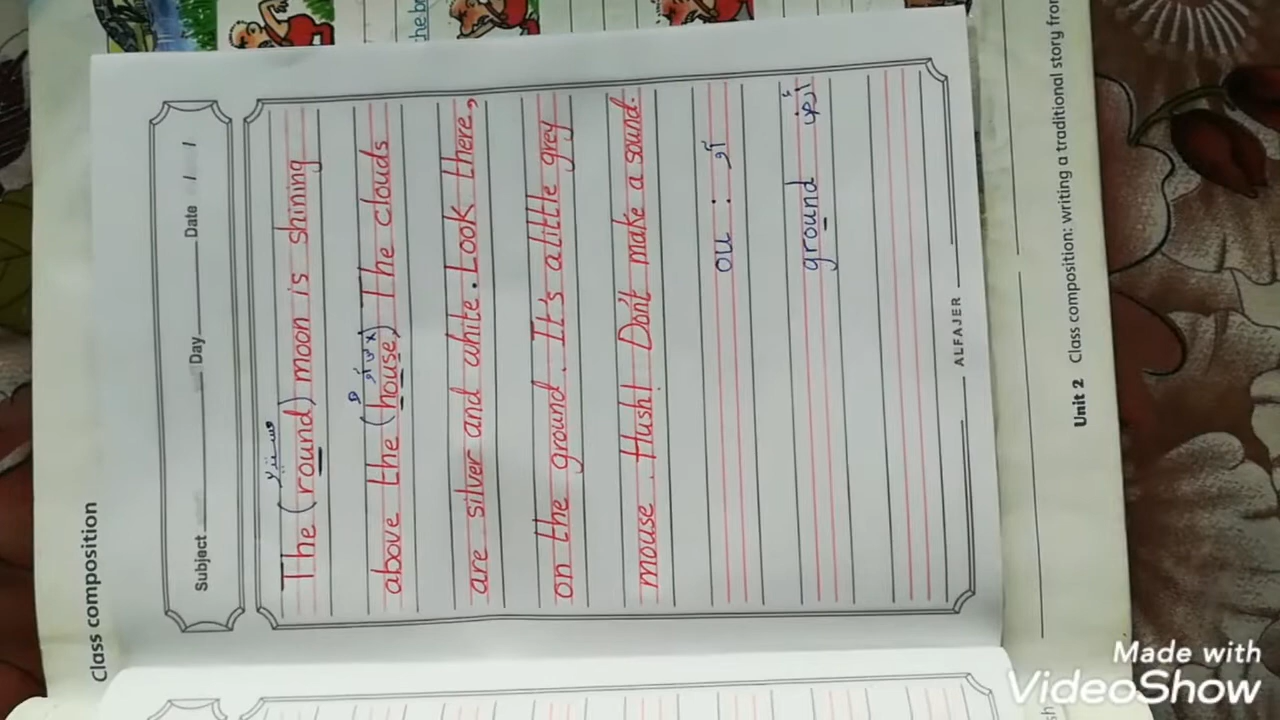 Class composition
Subject Day Date / /
The (round) moon is shining
above the (house,) The clouds
are silver and white. Look there,
on the ground. It's a little grey
mouse. Hush! Don't make a sound.
ou : أو
ground أرض
ALFAJER
Unit 2 Class composition: writing a traditional story
Made with
VideoShow